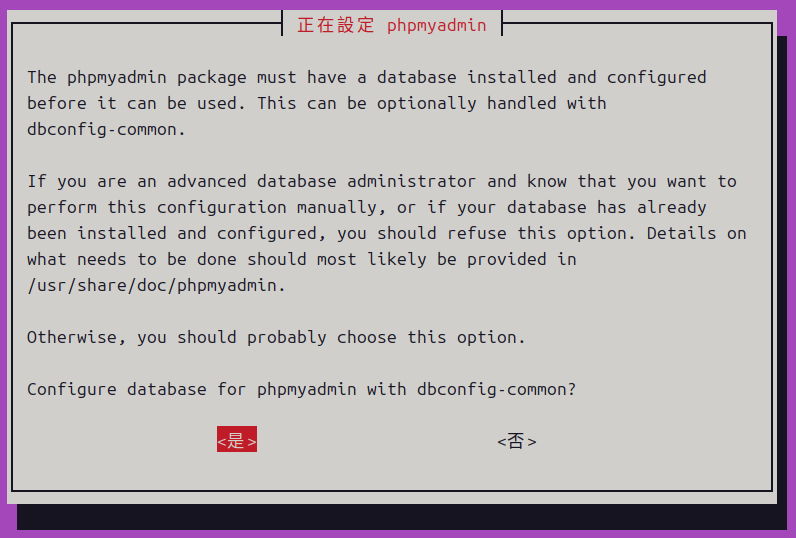 正在設定 phpmyadmin
The phpmyadmin package must have a database installed and configured
before it can be used. This can be optionally handled with
dbconfig-common.
If you are an advanced database administrator and know that you want to
perform this configuration manually, or if your database has already
been installed and configured, you should refuse this option. Details on
what needs to be done should most likely be provided in
/usr/share/doc/phpmyadmin.
Otherwise, you should probably choose this option.
Configure database for phpmyadmin with dbconfig-common?
<是> <否>